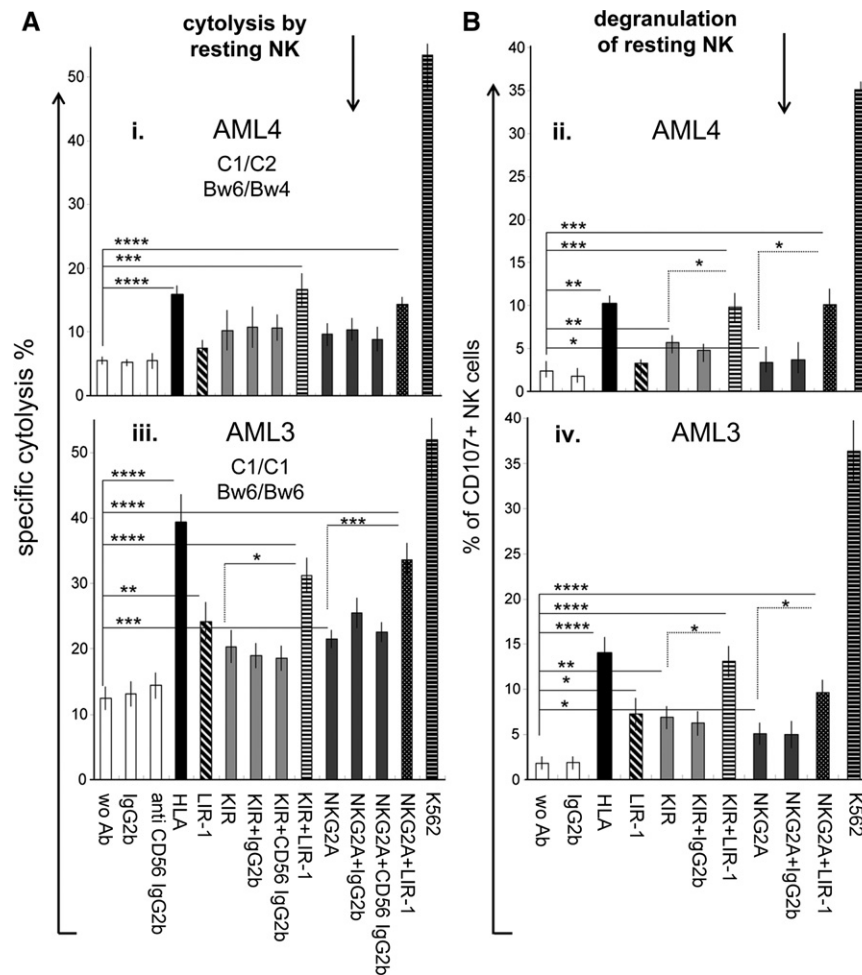 A
cytolysis by
resting NK
B
degranulation
of resting NK
specific cytolysis %
50
40
30
20
10
0
i.
AML4
C1/C2
Bw6/Bw4
****
***
****
50
40
30
20
10
0
iii.
AML3
C1/C1
Bw6/Bw6
****
****
***
****
*
**
***
wo Ab
IgG2b
anti CD56 IgG2b
HLA
LIR-1
KIR
KIR+IgG2b
KIR+CD56 IgG2b
KIR+LIR-1
NKG2A
NKG2A+IgG2b
NKG2A+CD56 IgG2b
NKG2A+LIR-1
K562
% of CD107+ NK cells
40
35
30
25
20
15
10
5
0
ii.
AML4
***
***
*
*
**
**
*
40
35
30
25
20
15
10
5
0
iv.
AML3
****
****
*
****
*
**
*
*
wo Ab
IgG2b
HLA
LIR-1
KIR
KIR+IgG2b
KIR+LIR-1
NKG2A
NKG2A+IgG2b
NKG2A+LIR-1
K562